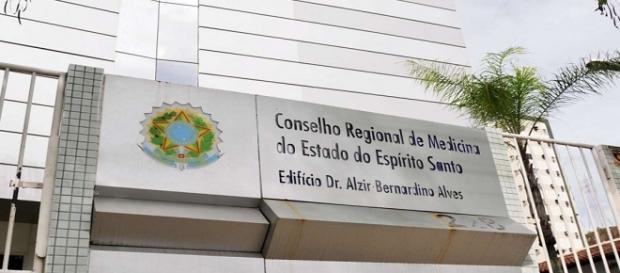 Conselho Regional de Medicina
do Estado do Espírito Santo
Edifício Dr. Alzir Bernardino Alves